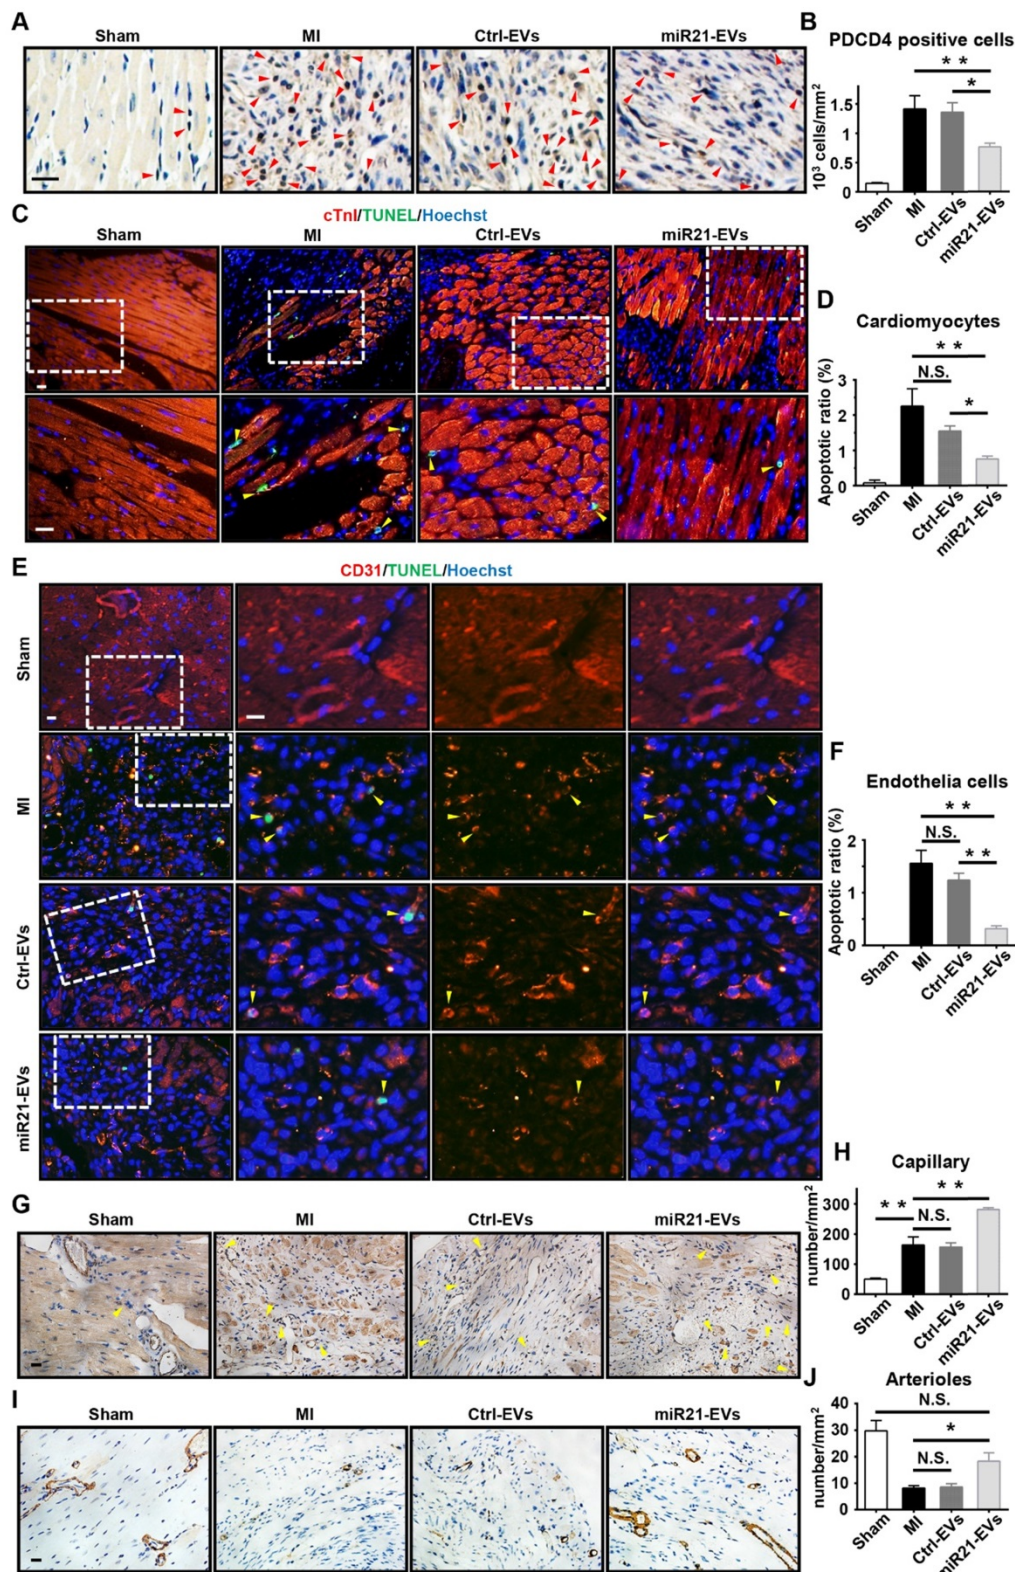 A
Sham MI Ctrl-EVs miR21-EVs
B
PDCD4 positive cells
* *
*
10³ cells/mm²
1.5
1
0.5
0
Sham MI Ctrl-EVs miR21-EVs
C
cTnI/TUNEL/Hoechst
Sham MI Ctrl-EVs miR21-EVs
D
Cardiomyocytes
* *
N.S.
*
Apoptotic ratio (%)
3
2
1
0
Sham MI Ctrl-EVs miR21-EVs
E
CD31/TUNEL/Hoechst
Sham
MI
Ctrl-EVs
miR21-EVs
F
Endothelia cells
* *
N.S.
* *
Apoptotic ratio (%)
2
1
0
Sham MI Ctrl-EVs miR21-EVs
G
Sham MI Ctrl-EVs miR21-EVs
H
Capillary
* *
* *
N.S.
number/mm²
300
200
100
0
Sham MI Ctrl-EVs miR21-EVs
I
Sham MI Ctrl-EVs miR21-EVs
J
Arterioles
N.S.
*
N.S.
number/mm²
40
30
20
10
0
Sham MI Ctrl-EVs miR21-EVs